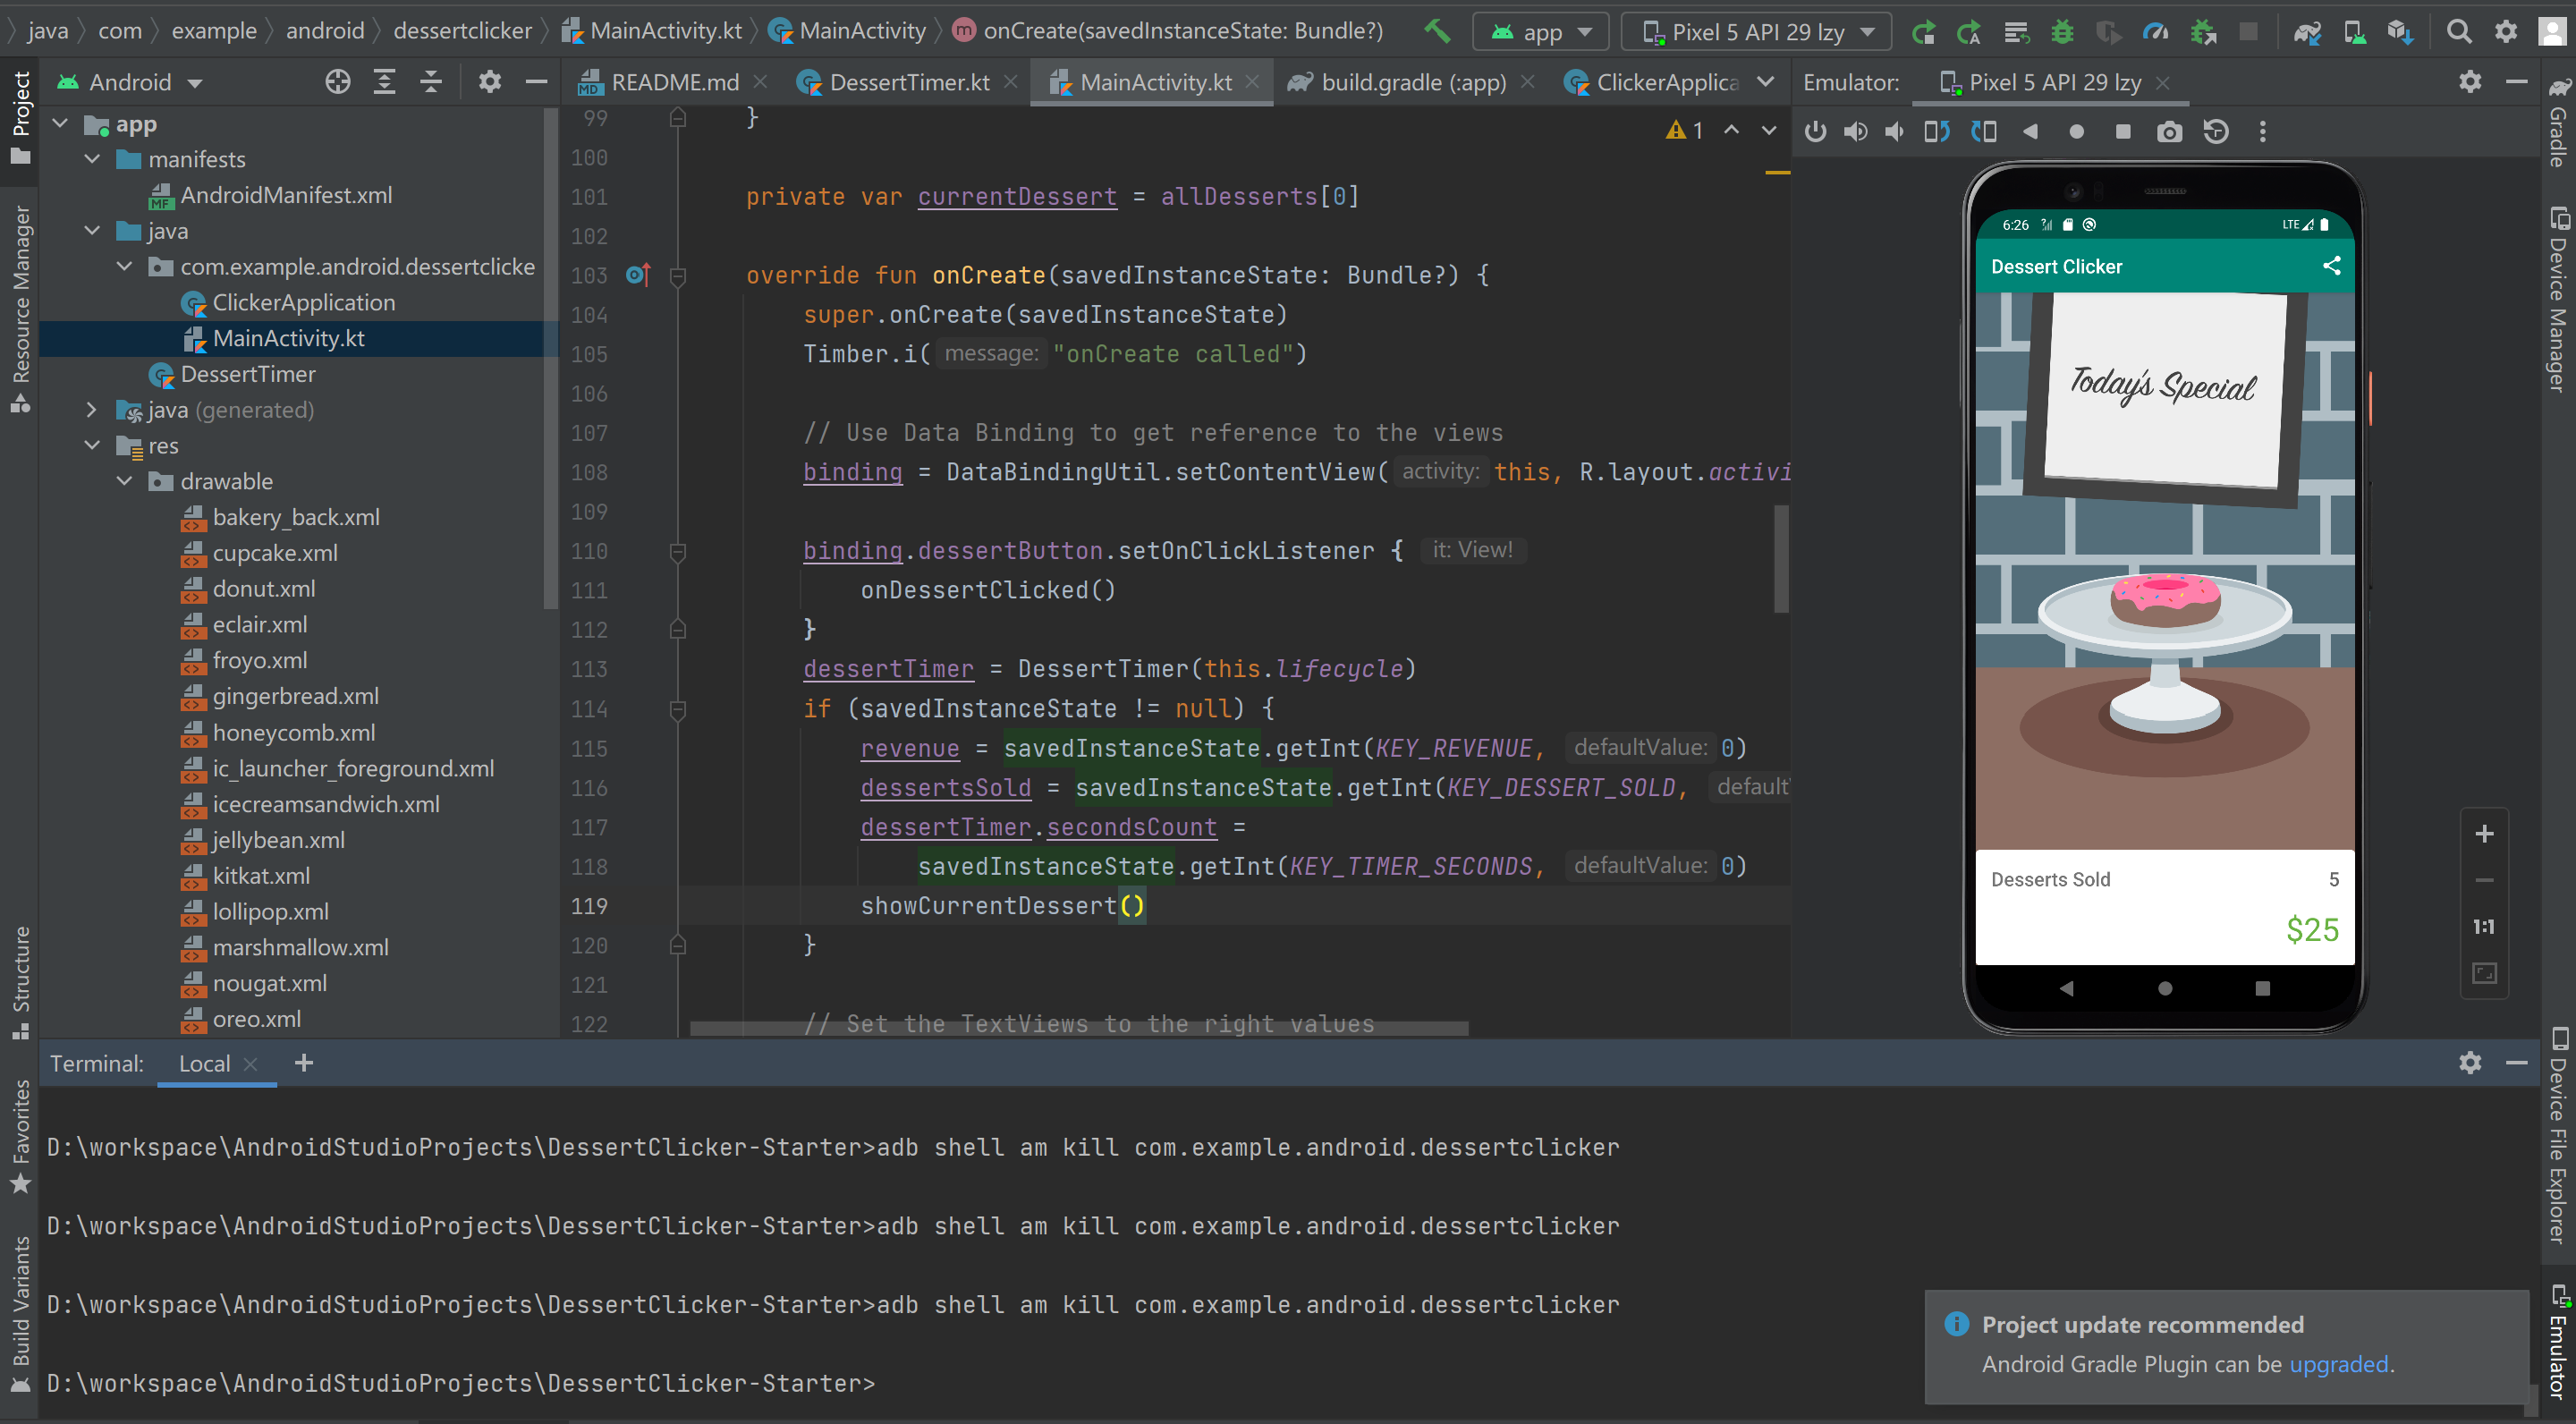 java com example android dessertclicker MainActivity.kt MainActivity m onCreate(savedInstanceState: Bundle?) app Pixel 5 API 29 lzy
Project
Resource Manager
Structure
Favorites
Build Variants
Android
app
manifests
MF AndroidManifest.xml
java
com.example.android.dessertclicke
ClickerApplication
MainActivity.kt
DessertTimer
java (generated)
res
drawable
bakery_back.xml
cupcake.xml
donut.xml
eclair.xml
froyo.xml
gingerbread.xml
honeycomb.xml
ic_launcher_foreground.xml
icecreamsandwich.xml
jellybean.xml
kitkat.xml
lollipop.xml
marshmallow.xml
nougat.xml
oreo.xml
MD README.md DessertTimer.kt MainActivity.kt build.gradle (:app) ClickerApplica
1
99 }
100
101 private var currentDessert = allDesserts[0]
102
103 override fun onCreate(savedInstanceState: Bundle?) {
104 super.onCreate(savedInstanceState)
105 Timber.i( message: "onCreate called")
106
107 // Use Data Binding to get reference to the views
108 binding = DataBindingUtil.setContentView( activity: this, R.layout.activi
109
110 binding.dessertButton.setOnClickListener { it: View!
111 onDessertClicked()
112 }
113 dessertTimer = DessertTimer(this.lifecycle)
114 if (savedInstanceState != null) {
115 revenue = savedInstanceState.getInt(KEY_REVENUE, defaultValue: 0)
116 dessertsSold = savedInstanceState.getInt(KEY_DESSERT_SOLD, default
117 dessertTimer.secondsCount =
118 savedInstanceState.getInt(KEY_TIMER_SECONDS, defaultValue: 0)
119 showCurrentDessert()
120 }
121
122 // Set the TextViews to the right values
Emulator: Pixel 5 API 29 lzy
6:26 LTE
Dessert Clicker
Today's Special
Desserts Sold 5
$25
1:1
Gradle
Device Manager
Device File Explorer
Emulator
Terminal: Local
D:\workspace\AndroidStudioProjects\DessertClicker-Starter>adb shell am kill com.example.android.dessertclicker
D:\workspace\AndroidStudioProjects\DessertClicker-Starter>adb shell am kill com.example.android.dessertclicker
D:\workspace\AndroidStudioProjects\DessertClicker-Starter>adb shell am kill com.example.android.dessertclicker
D:\workspace\AndroidStudioProjects\DessertClicker-Starter>
Project update recommended
Android Gradle Plugin can be upgraded.